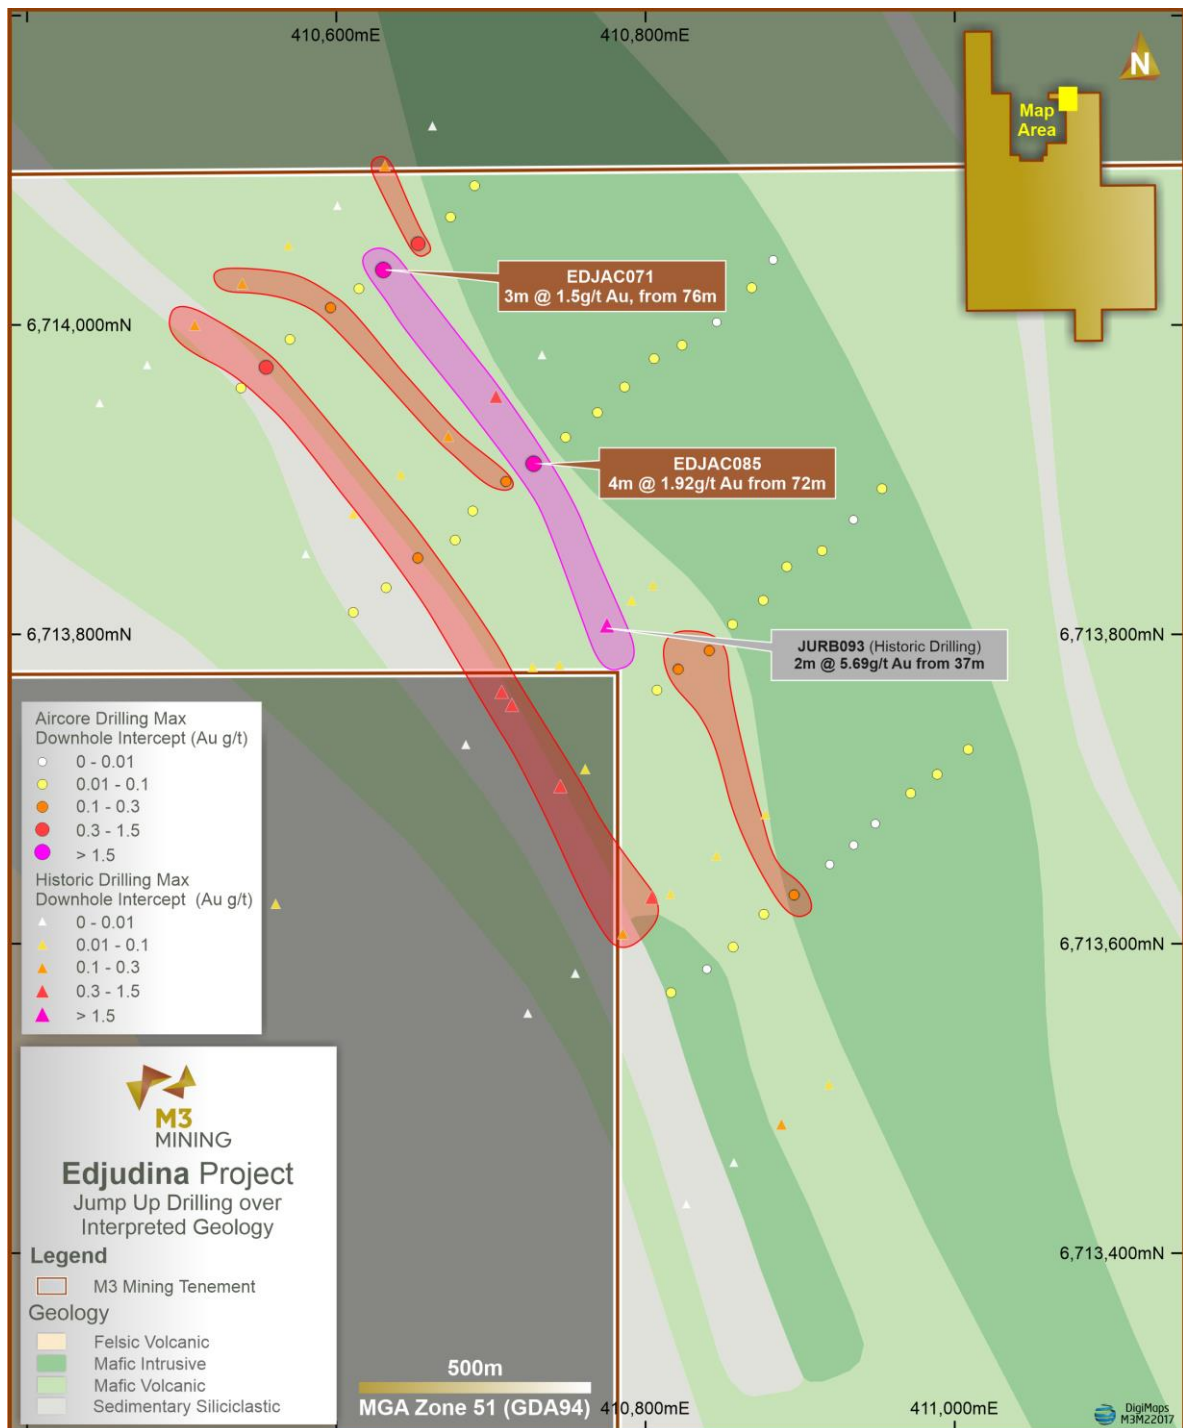 410,600mE
410,800mE
N
Map
Area
EDJAC071
3m @ 1.5g/t Au, from 76m
6,714,000mN
EDJAC085
4m @ 1.92g/t Au from 72m
6,713,800mN
6,713,800mN
JURB093 (Historic Drilling)
2m @ 5.69g/t Au from 37m
Aircore Drilling Max
Downhole Intercept (Au g/t)
0 - 0.01
0.01 - 0.1
0.1 - 0.3
0.3 - 1.5
> 1.5
Historic Drilling Max
Downhole Intercept (Au g/t)
0 - 0.01
0.01 - 0.1
0.1 - 0.3
0.3 - 1.5
> 1.5
6,713,600mN
M3
MINING
Edjudina Project
Jump Up Drilling over
Interpreted Geology
Legend
M3 Mining Tenement
Geology
Felsic Volcanic
Mafic Intrusive
Mafic Volcanic
Sedimentary Siliciclastic
6,713,400mN
500m
MGA Zone 51 (GDA94)
410,800mE
411,000mE
DigiMaps
M3M22017